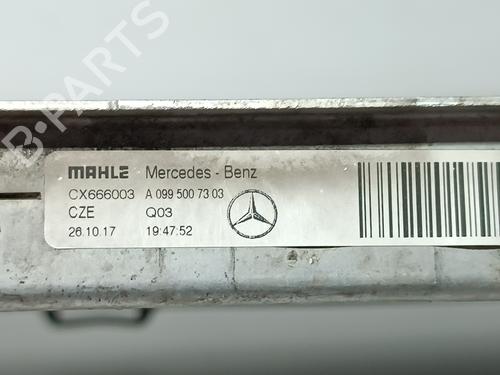 B-PARTS
MAHLE Mercedes-Benz
CX666003 A 099 500 73 03
CZE Q03
26.10.17 19:47:52